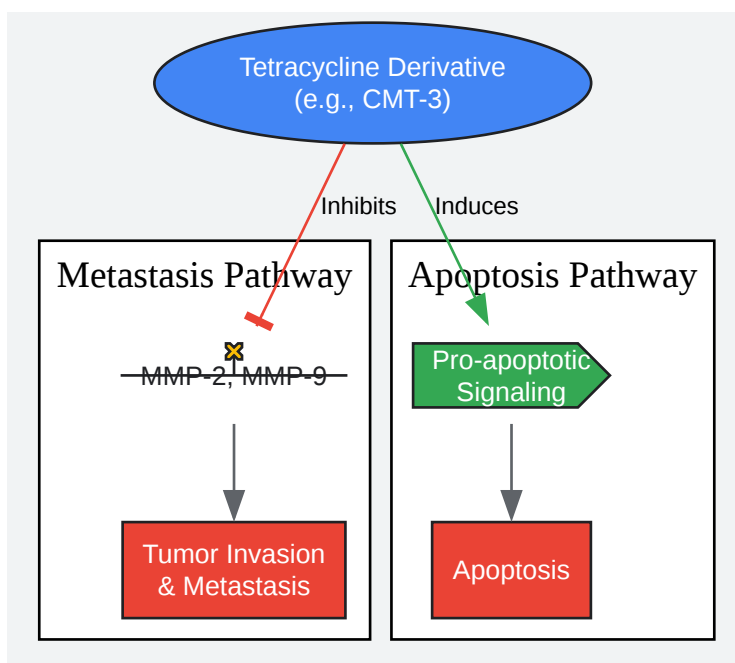 Tetracycline Derivative
(e.g., CMT-3)
Inhibits
Induces
Metastasis Pathway
Apoptosis Pathway
MMP-2, MMP-9
Pro-apoptotic
Signaling
Tumor Invasion
& Metastasis
Apoptosis